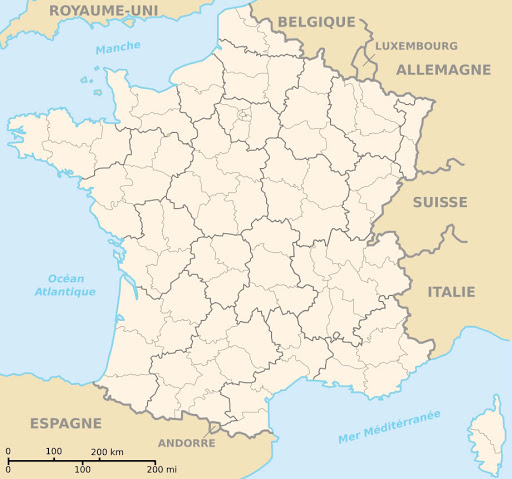 ROYAUME-UNI
BELGIQUE
Manche
LUXEMBOURG
ALLEMAGNE
SUISSE
Océan
Atlantique
ITALIE
ESPAGNE
ANDORRE
Mer Méditérranée
0 100 200 km
0 100 200 mi